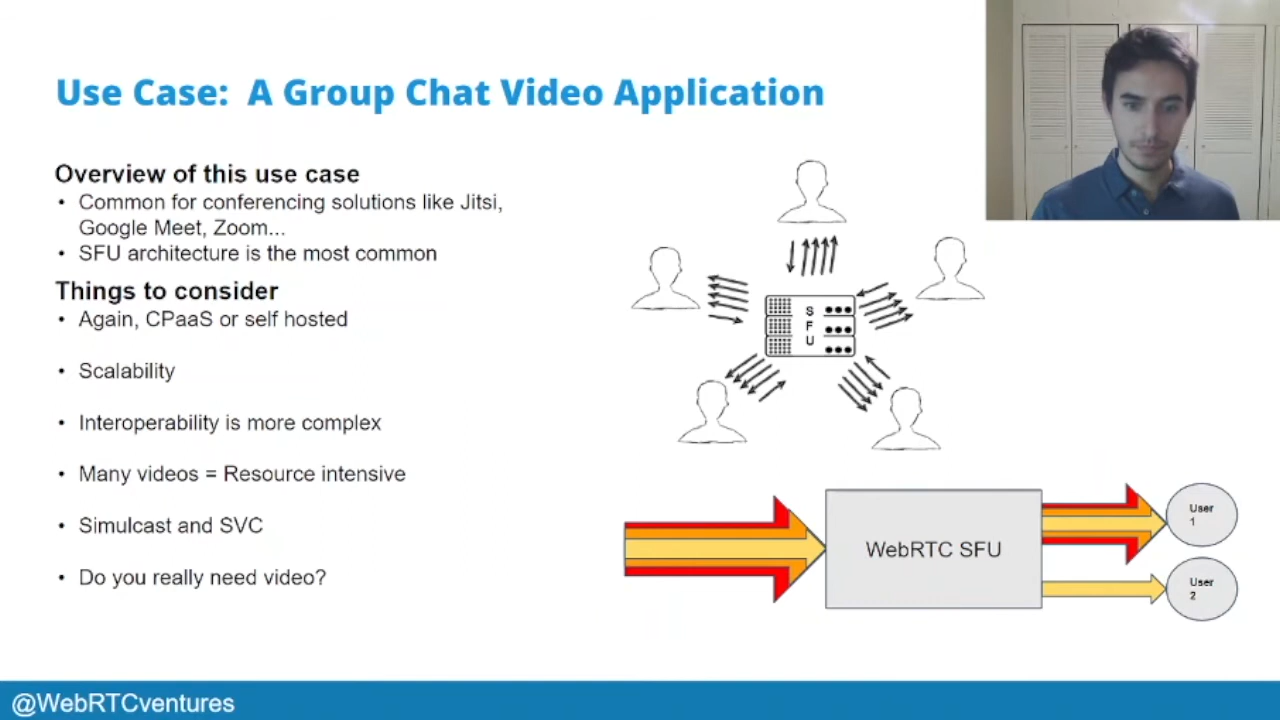 Use Case: A Group Chat Video Application
Overview of this use case
• Common for conferencing solutions like Jitsi,
Google Meet, Zoom...
• SFU architecture is the most common
Things to consider
• Again, CPaaS or self hosted
• Scalability
• Interoperability is more complex
• Many videos = Resource intensive
• Simulcast and SVC
• Do you really need video?
S
F
U
WebRTC SFU
User
1
User
2
@WebRTCventures